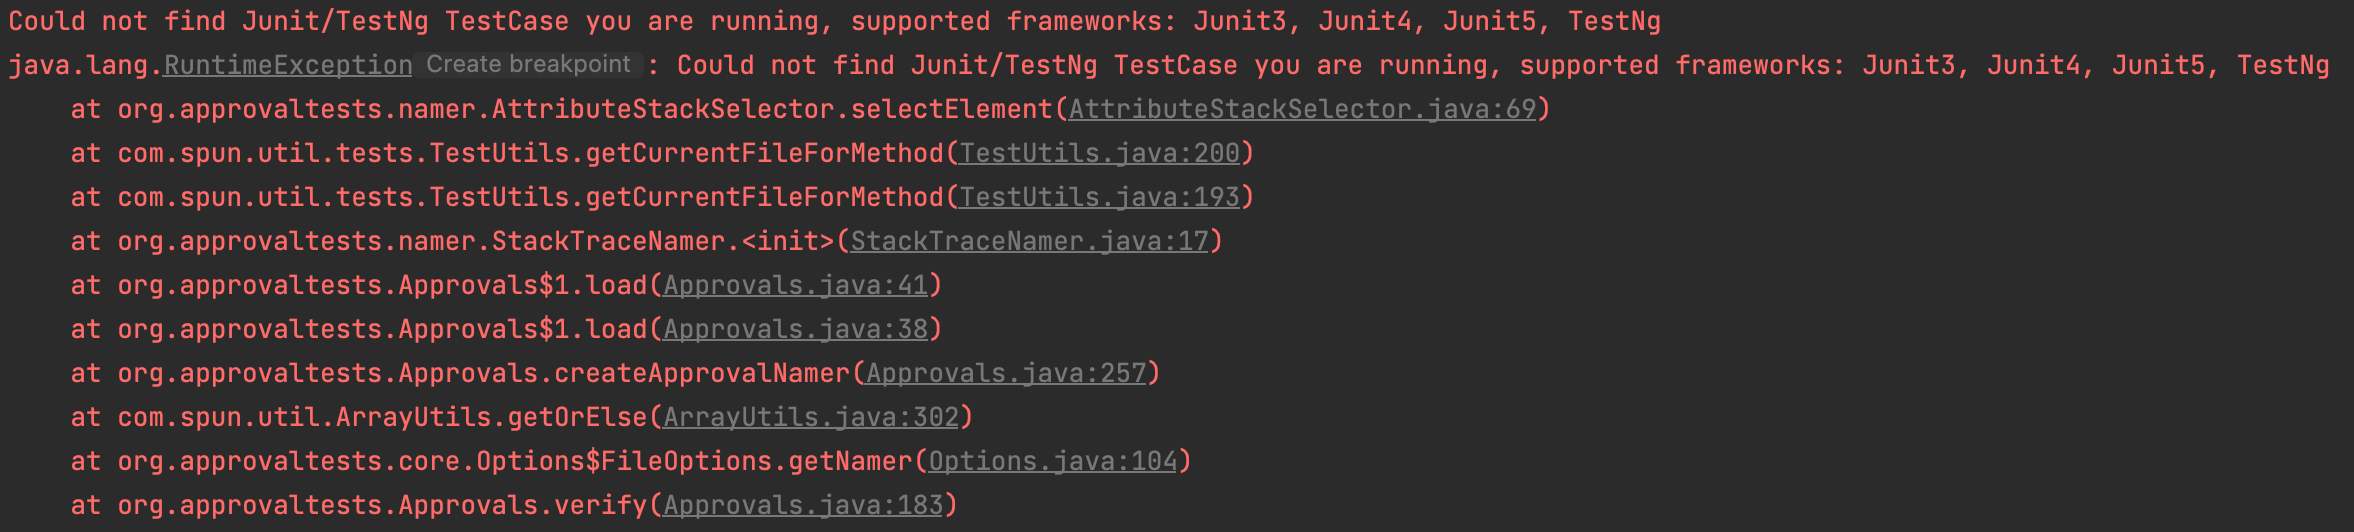 Could not find Junit/TestNg TestCase you are running, supported frameworks: Junit3, Junit4, Junit5, TestNg
java.lang.RuntimeException Create breakpoint : Could not find Junit/TestNg TestCase you are running, supported frameworks: Junit3, Junit4, Junit5, TestNg
    at org.approvaltests.namer.AttributeStackSelector.selectElement(AttributeStackSelector.java:69)
    at com.spun.util.tests.TestUtils.getCurrentFileForMethod(TestUtils.java:200)
    at com.spun.util.tests.TestUtils.getCurrentFileForMethod(TestUtils.java:193)
    at org.approvaltests.namer.StackTraceNamer.<init>(StackTraceNamer.java:17)
    at org.approvaltests.Approvals$1.load(Approvals.java:41)
    at org.approvaltests.Approvals$1.load(Approvals.java:38)
    at org.approvaltests.Approvals.createApprovalNamer(Approvals.java:257)
    at com.spun.util.ArrayUtils.getOrElse(ArrayUtils.java:302)
    at org.approvaltests.core.Options$FileOptions.getNamer(Options.java:104)
    at org.approvaltests.Approvals.verify(Approvals.java:183)